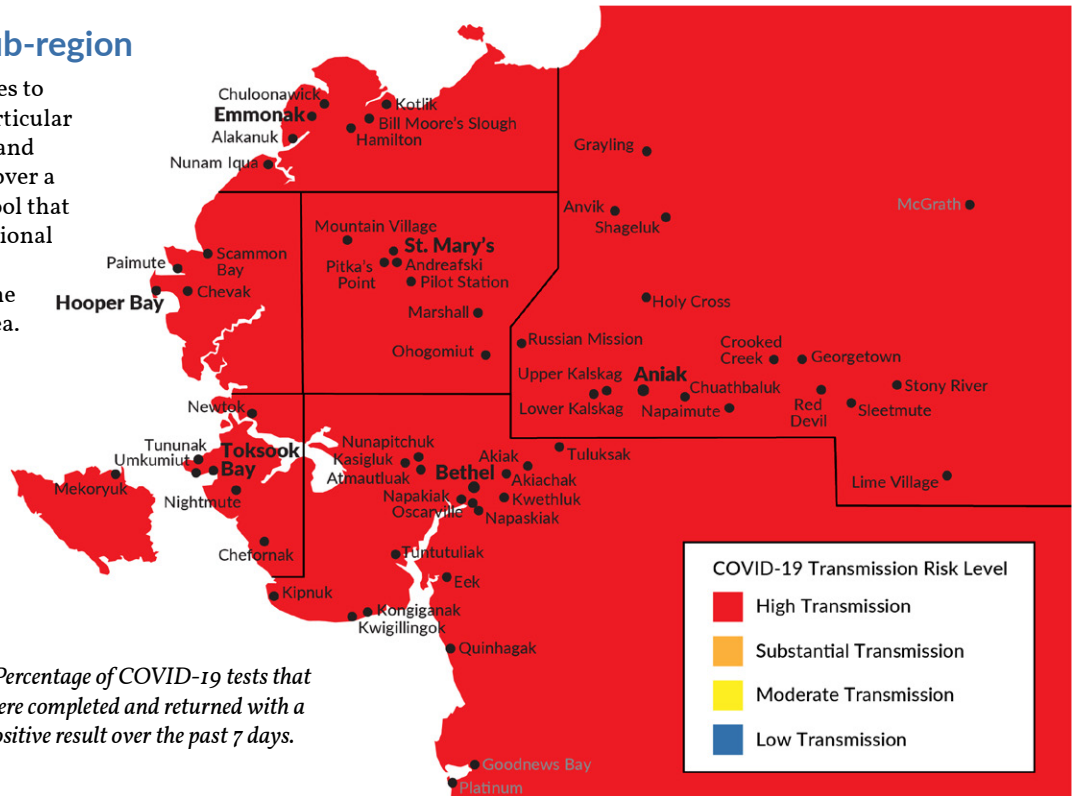 ub-region
es to
rticular
and
over a
ool that
ional
ne
ea.
Chuloonawick
Emmonak
Alakanuk
Nunam Iqua
Kotlik
Bill Moore's Slough
Hamilton
Grayling
Anvik
Shageluk
McGrath
Mountain Village
St. Mary's
Pitka's
Point
Andreafski
Pilot Station
Marshall
Ohogomiut
Paimute
Scammon
Bay
Hooper Bay
Chevak
Holy Cross
Russian Mission
Crooked
Creek
Georgetown
Upper Kalskag
Aniak
Chuathbaluk
Lower Kalskag
Napaimute
Red
Devil
Stony River
Sleetmute
Lime Village
Newtok
Tununak
Umkumiut
Toksook
Bay
Mekoryuk
Nightmute
Chefornak
Kipnuk
Nunapitchuk
Kasigluk
Atmautluak
Bethel
Akiak
Akiachak
Tuluksak
Napakiak
Oscarville
Kwethluk
Napaskiak
Tuntutuliak
Eek
Kongiganak
Kwigillingok
Quinhagak
Goodnews Bay
Platinum
Percentage of COVID-19 tests that
ere completed and returned with a
ositive result over the past 7 days.
COVID-19 Transmission Risk Level
High Transmission
Substantial Transmission
Moderate Transmission
Low Transmission